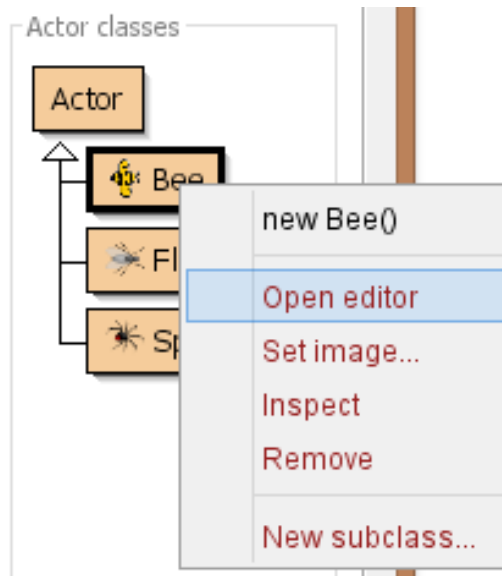 Actor classes
Actor
Bee
new Bee()
Open editor
Set image...
Inspect
Remove
New subclass...